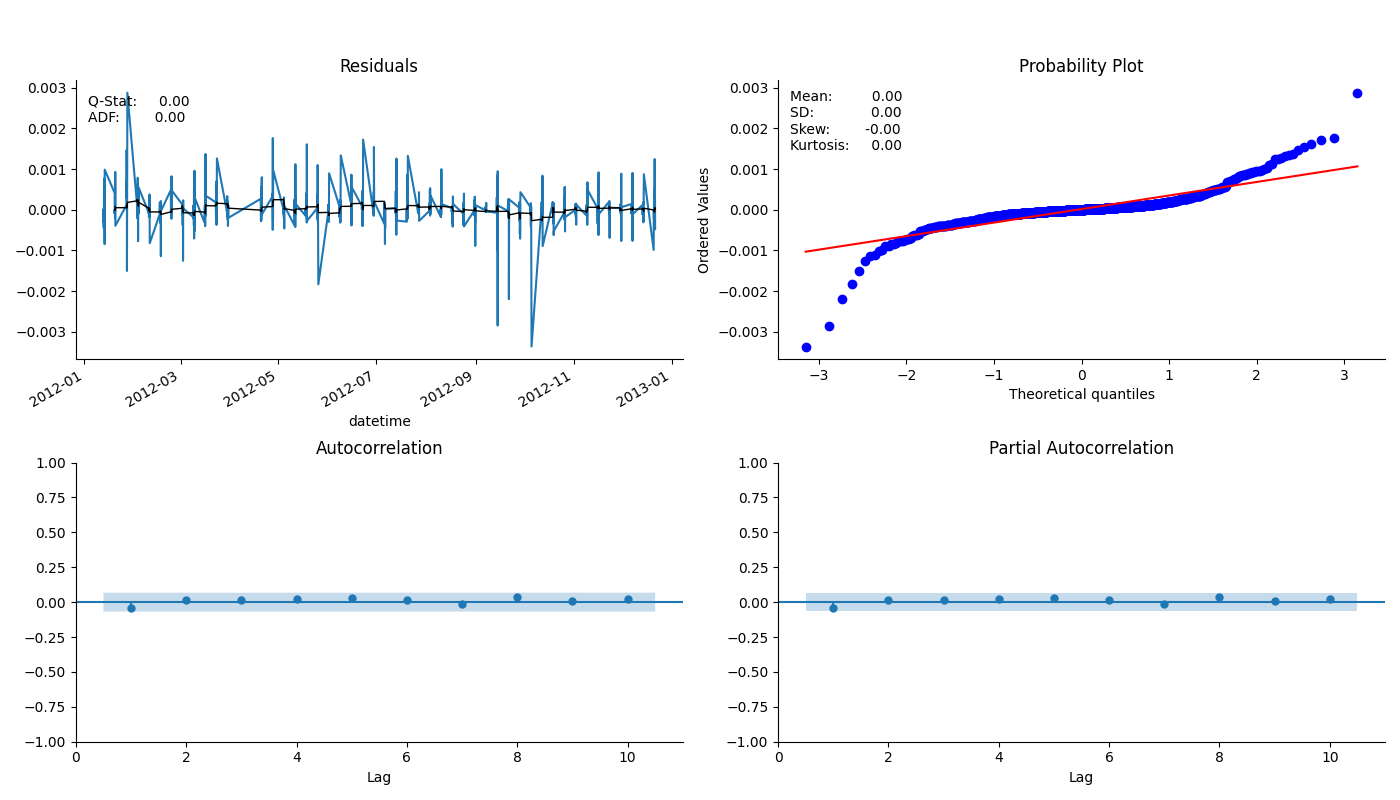 Residuals
0.003
0.002
0.001
0.000
−0.001
−0.002
−0.003
Q-Stat: 0.00
ADF: 0.00
2012-01 2012-03 2012-05 2012-07 2012-09 2012-11 2013-01
datetime
Probability Plot
Ordered Values
0.003
0.002
0.001
0.000
−0.001
−0.002
−0.003
Mean: 0.00
SD: 0.00
Skew: -0.00
Kurtosis: 0.00
−3 −2 −1 0 1 2 3
Theoretical quantiles
Autocorrelation
1.00
0.75
0.50
0.25
0.00
−0.25
−0.50
−0.75
−1.00
0 2 4 6 8 10
Lag
Partial Autocorrelation
1.00
0.75
0.50
0.25
0.00
−0.25
−0.50
−0.75
−1.00
0 2 4 6 8 10
Lag